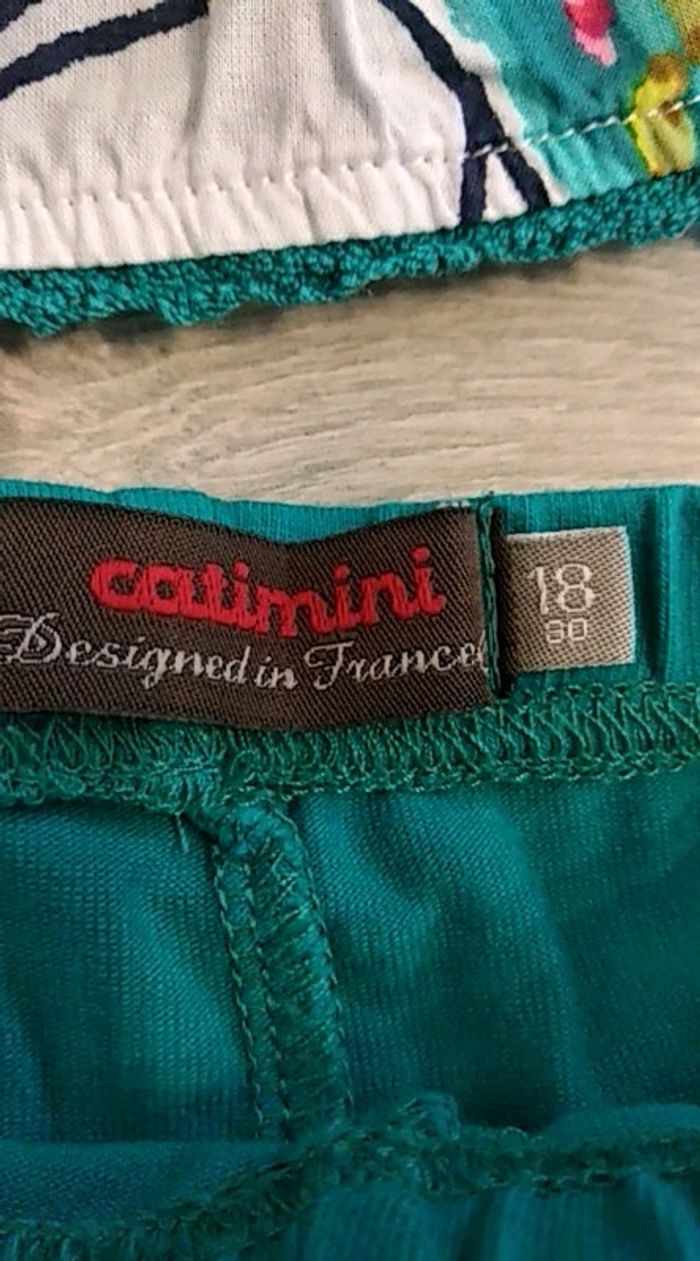 catimini
Designed in France
18
80